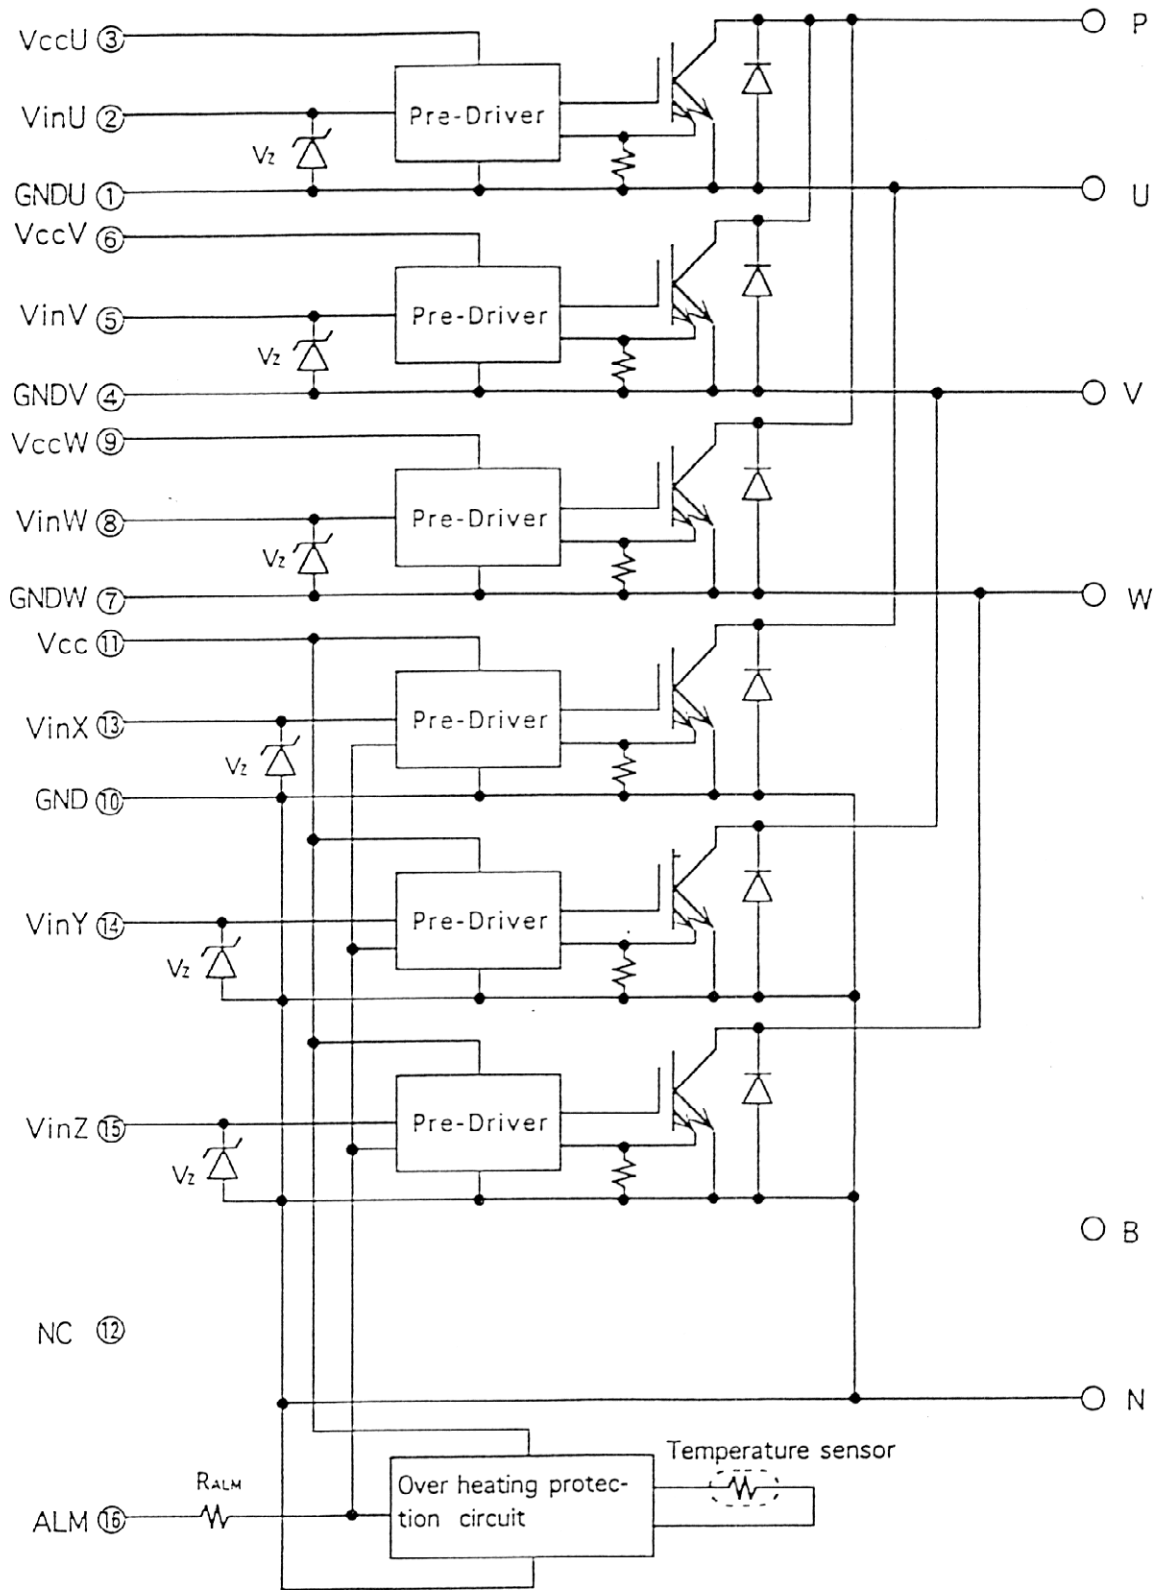 VccU ③
P
VinU ②
Pre-Driver
Vz
GNDU ①
U
VccV ⑥
VinV ⑤
Pre-Driver
Vz
GNDV ④
V
VccW ⑨
VinW ⑧
Pre-Driver
Vz
GNDW ⑦
W
Vcc ⑪
VinX ⑬
Pre-Driver
Vz
GND ⑩
VinY ⑭
Pre-Driver
Vz
VinZ ⑮
Pre-Driver
Vz
B
NC ⑫
N
Temperature sensor
RALM
Over heating protec-
tion circuit
ALM ⑯